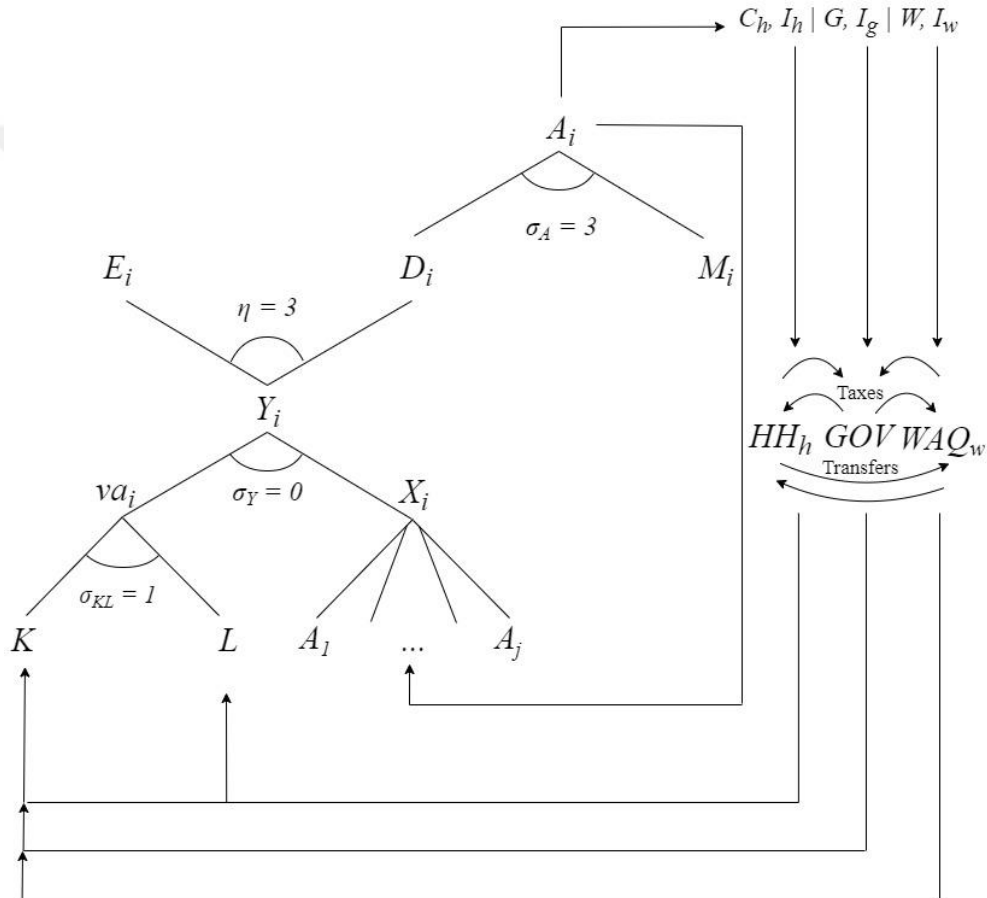 C_h, I_h | G, I_g | W, I_w
A_i
σ_A = 3
E_i D_i M_i
η = 3
Y_i
Taxes
HH_h GOV WAQ_w
Transfers
va_i σ_Y = 0 X_i
σ_KL = 1
K L A_1 ... A_j